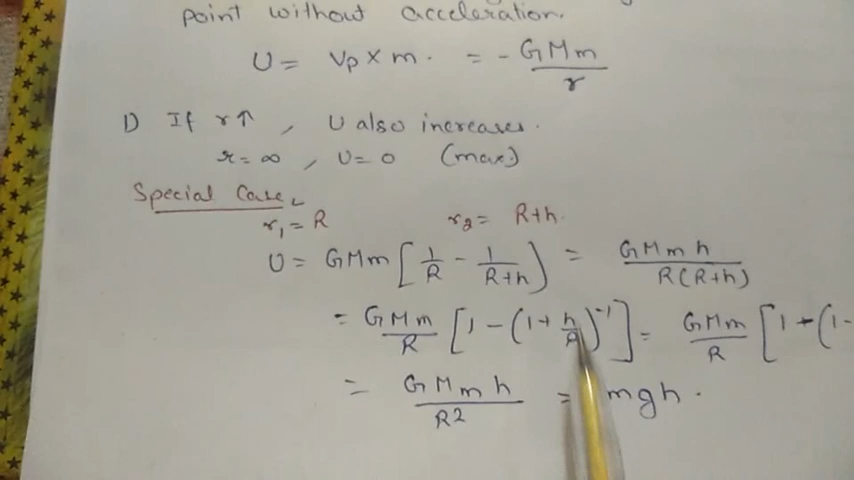 point without acceleration.
U = Vp × m . = - GMm / r
1) If r↑ , U also increases.
r = ∞ , U = 0 (max)
Special Case,
r₁ = R r₂ = R+h.
U = GMm [ 1/R - 1/(R+h) ] = GMmh / R(R+h)
= GMm/R [ 1 - (1 + h/R)⁻¹ ] = GMm/R [ 1 - (1 -
= GMmh / R² = mgh .